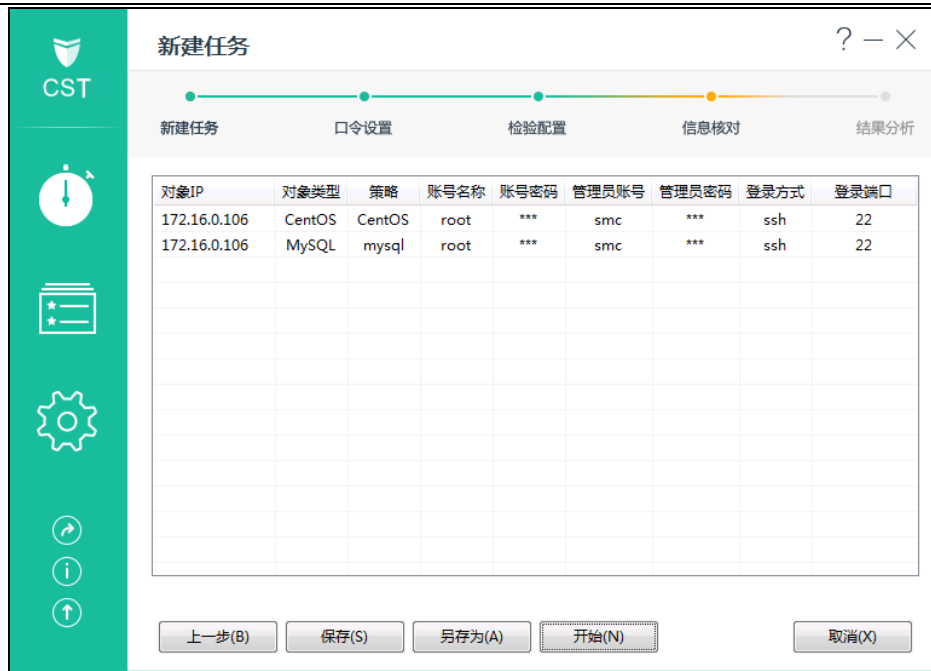 CST
新建任务
? — ×
新建任务 口令设置 检验配置 信息核对 结果分析
对象IP 对象类型 策略 账号名称 账号密码 管理员账号 管理员密码 登录方式 登录端口
172.16.0.106 CentOS CentOS root *** smc *** ssh 22
172.16.0.106 MySQL mysql root *** smc *** ssh 22
上一步(B) 保存(S) 另存为(A) 开始(N) 取消(X)